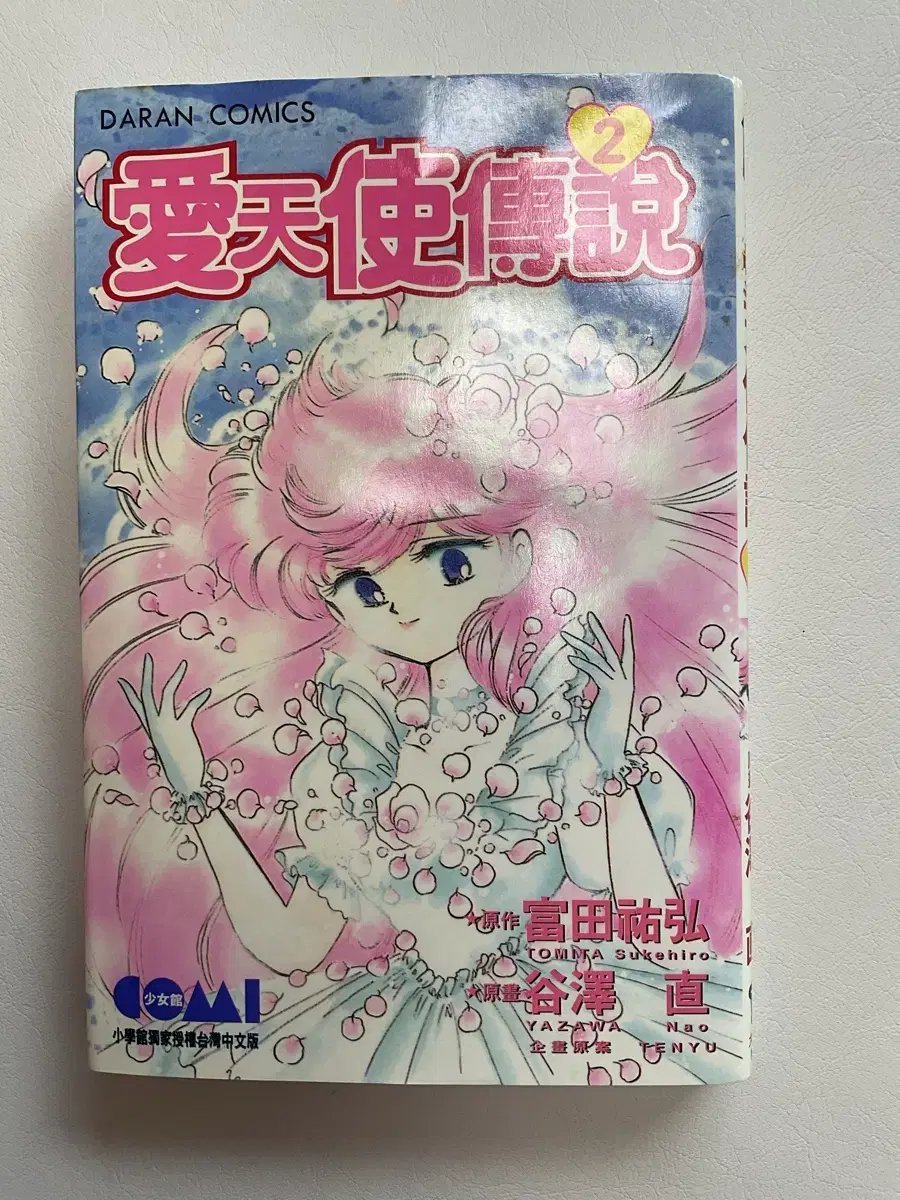 DARAN COMICS
2
愛天使傳說
★原作 富田祐弘
TOMITA Sukehiro
★原畫 谷澤 直
YAZAWA Nao
企畫原案 TENYU
COMI
少女館
小學館獨家授權台灣中文版